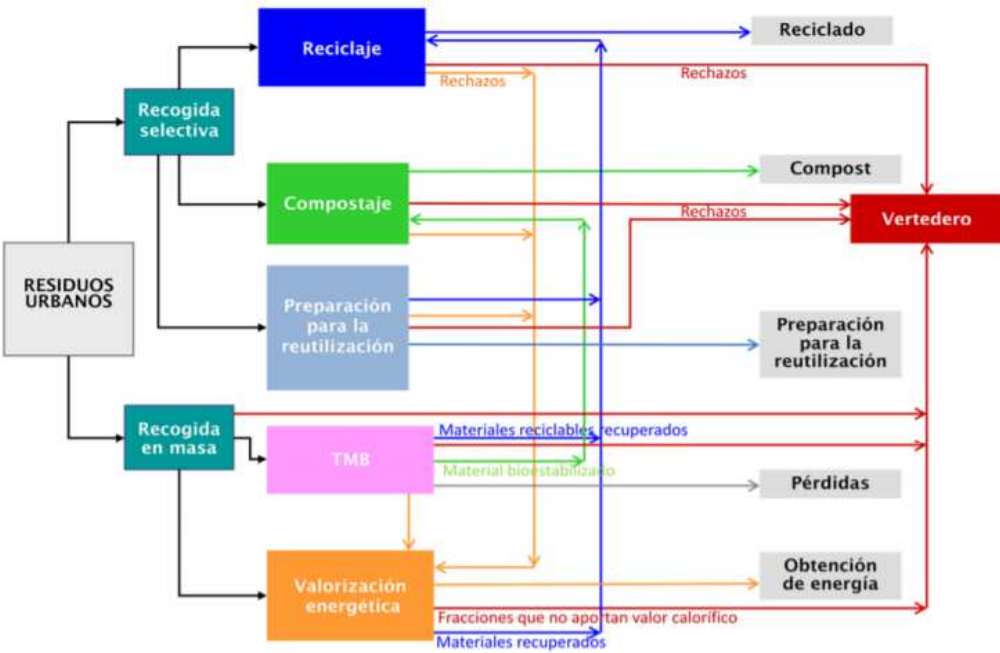 Reciclaje
Reciclado
Rechazos
Rechazos
Recogida
selectiva
Compostaje
Compost
Rechazos
Vertedero
RESIDUOS
URBANOS
Preparación
para la
reutilización
Preparación
para la
reutilización
Recogida
en masa
Materiales reciclables recuperados
TMB
Material bioestabilizado
Pérdidas
Valorización
energética
Obtención
de energía
Fracciones que no aportan valor calorífico
Materiales recuperados